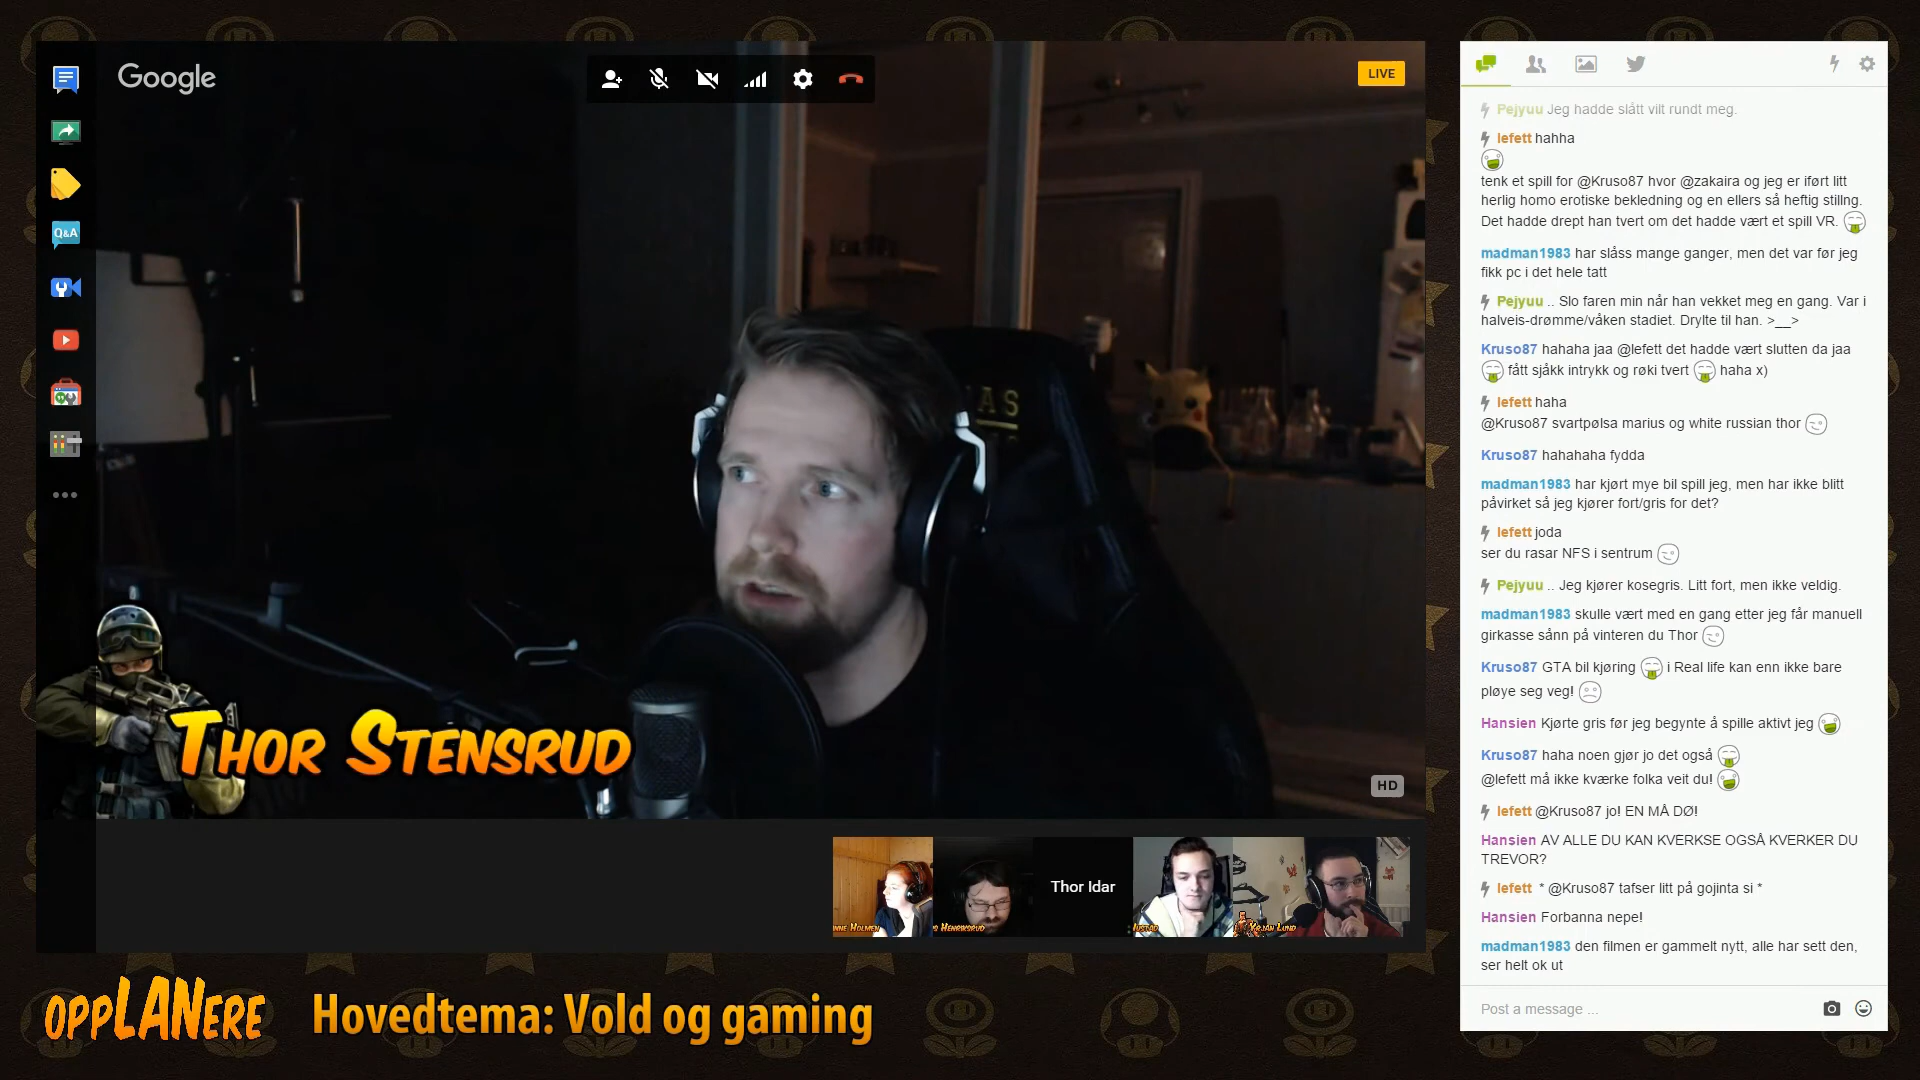 Google
LIVE
Q&A
AS
THOR STENSRUD
HD
NNE HOLMEN
S HENRIKSRUD
Thor Idar
USTAD
ØRJAN LUND
OPPLANERE
Hovedtema: Vold og gaming
Pejyuu Jeg hadde slått vilt rundt meg.
lefett hahha
tenk et spill for @Kruso87 hvor @zakaira og jeg er iført litt
herlig homo erotiske bekledning og en ellers så heftig stillng.
Det hadde drept han tvert om det hadde vært et spill VR.
madman1983 har slåss mange ganger, men det var før jeg
fikk pc i det hele tatt
Pejyuu .. Slo faren min når han vekket meg en gang. Var i
halveis-drømme/våken stadiet. Drylte til han. >__>
Kruso87 hahaha jaa @lefett det hadde vært slutten da jaa
fått sjåkk intrykk og røki tvert haha x)
lefett haha
@Kruso87 svartpølsa marius og white russian thor
Kruso87 hahahaha fydda
madman1983 har kjørt mye bil spill jeg, men har ikke blitt
påvirket så jeg kjører fort/gris for det?
lefett joda
ser du rasar NFS i sentrum
Pejyuu .. Jeg kjører kosegris. Litt fort, men ikke veldig.
madman1983 skulle vært med en gang etter jeg får manuell
girkasse sånn på vinteren du Thor
Kruso87 GTA bil kjøring i Real life kan enn ikke bare
pløye seg veg!
Hansien Kjørte gris før jeg begynte å spille aktivt jeg
Kruso87 haha noen gjør jo det også
@lefett må ikke kværke folka veit du!
lefett @Kruso87 jo! EN MÅ DØ!
Hansien AV ALLE DU KAN KVERKSE OGSÅ KVERKER DU
TREVOR?
lefett * @Kruso87 tafser litt på gojinta si *
Hansien Forbanna nepe!
madman1983 den filmen er gammelt nytt, alle har sett den,
ser helt ok ut
Post a message ...